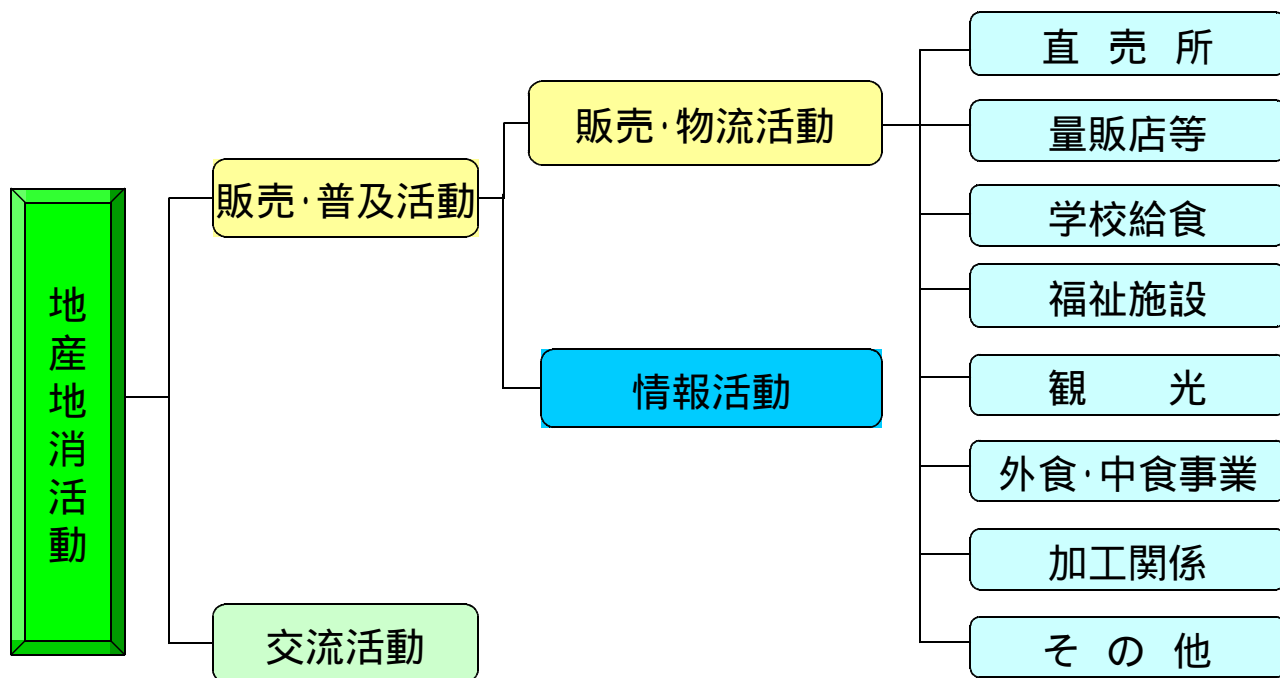 地産地消活動
販売･普及活動
交流活動
販売･物流活動
情報活動
直 売 所
量販店等
学校給食
福祉施設
観　光
外食･中食事業
加工関係
そ の 他